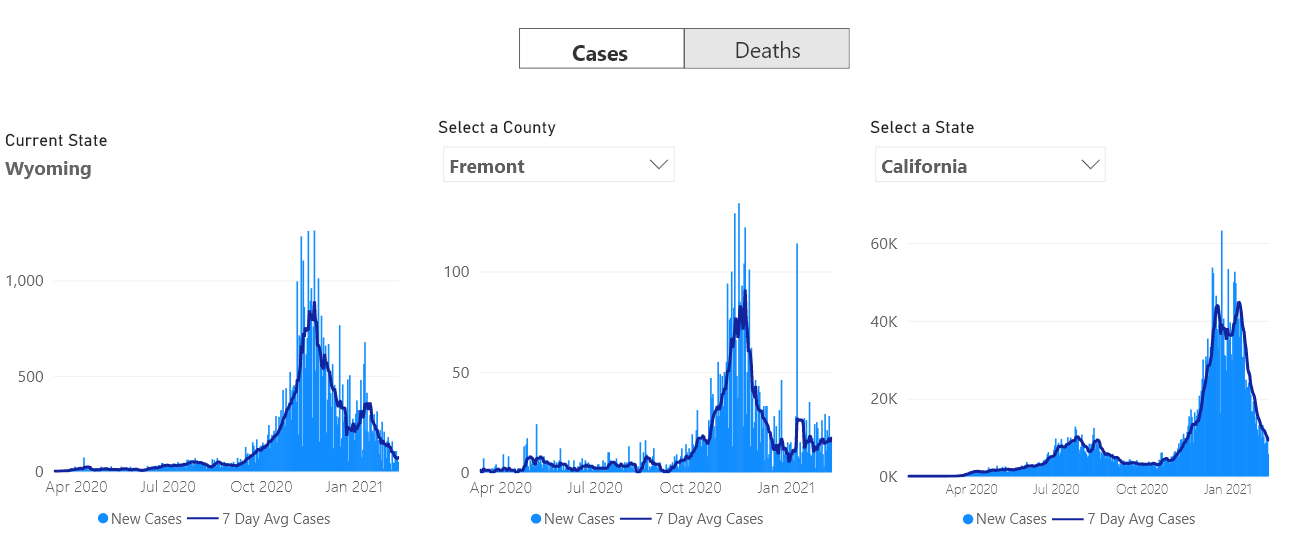 Cases Deaths
Current State
Wyoming
1,000
500
0
Apr 2020 Jul 2020 Oct 2020 Jan 2021
New Cases 7 Day Avg Cases
Select a County
Fremont
100
50
0
Apr 2020 Jul 2020 Oct 2020 Jan 2021
New Cases 7 Day Avg Cases
Select a State
California
60K
40K
20K
0K
Apr 2020 Jul 2020 Oct 2020 Jan 2021
New Cases 7 Day Avg Cases